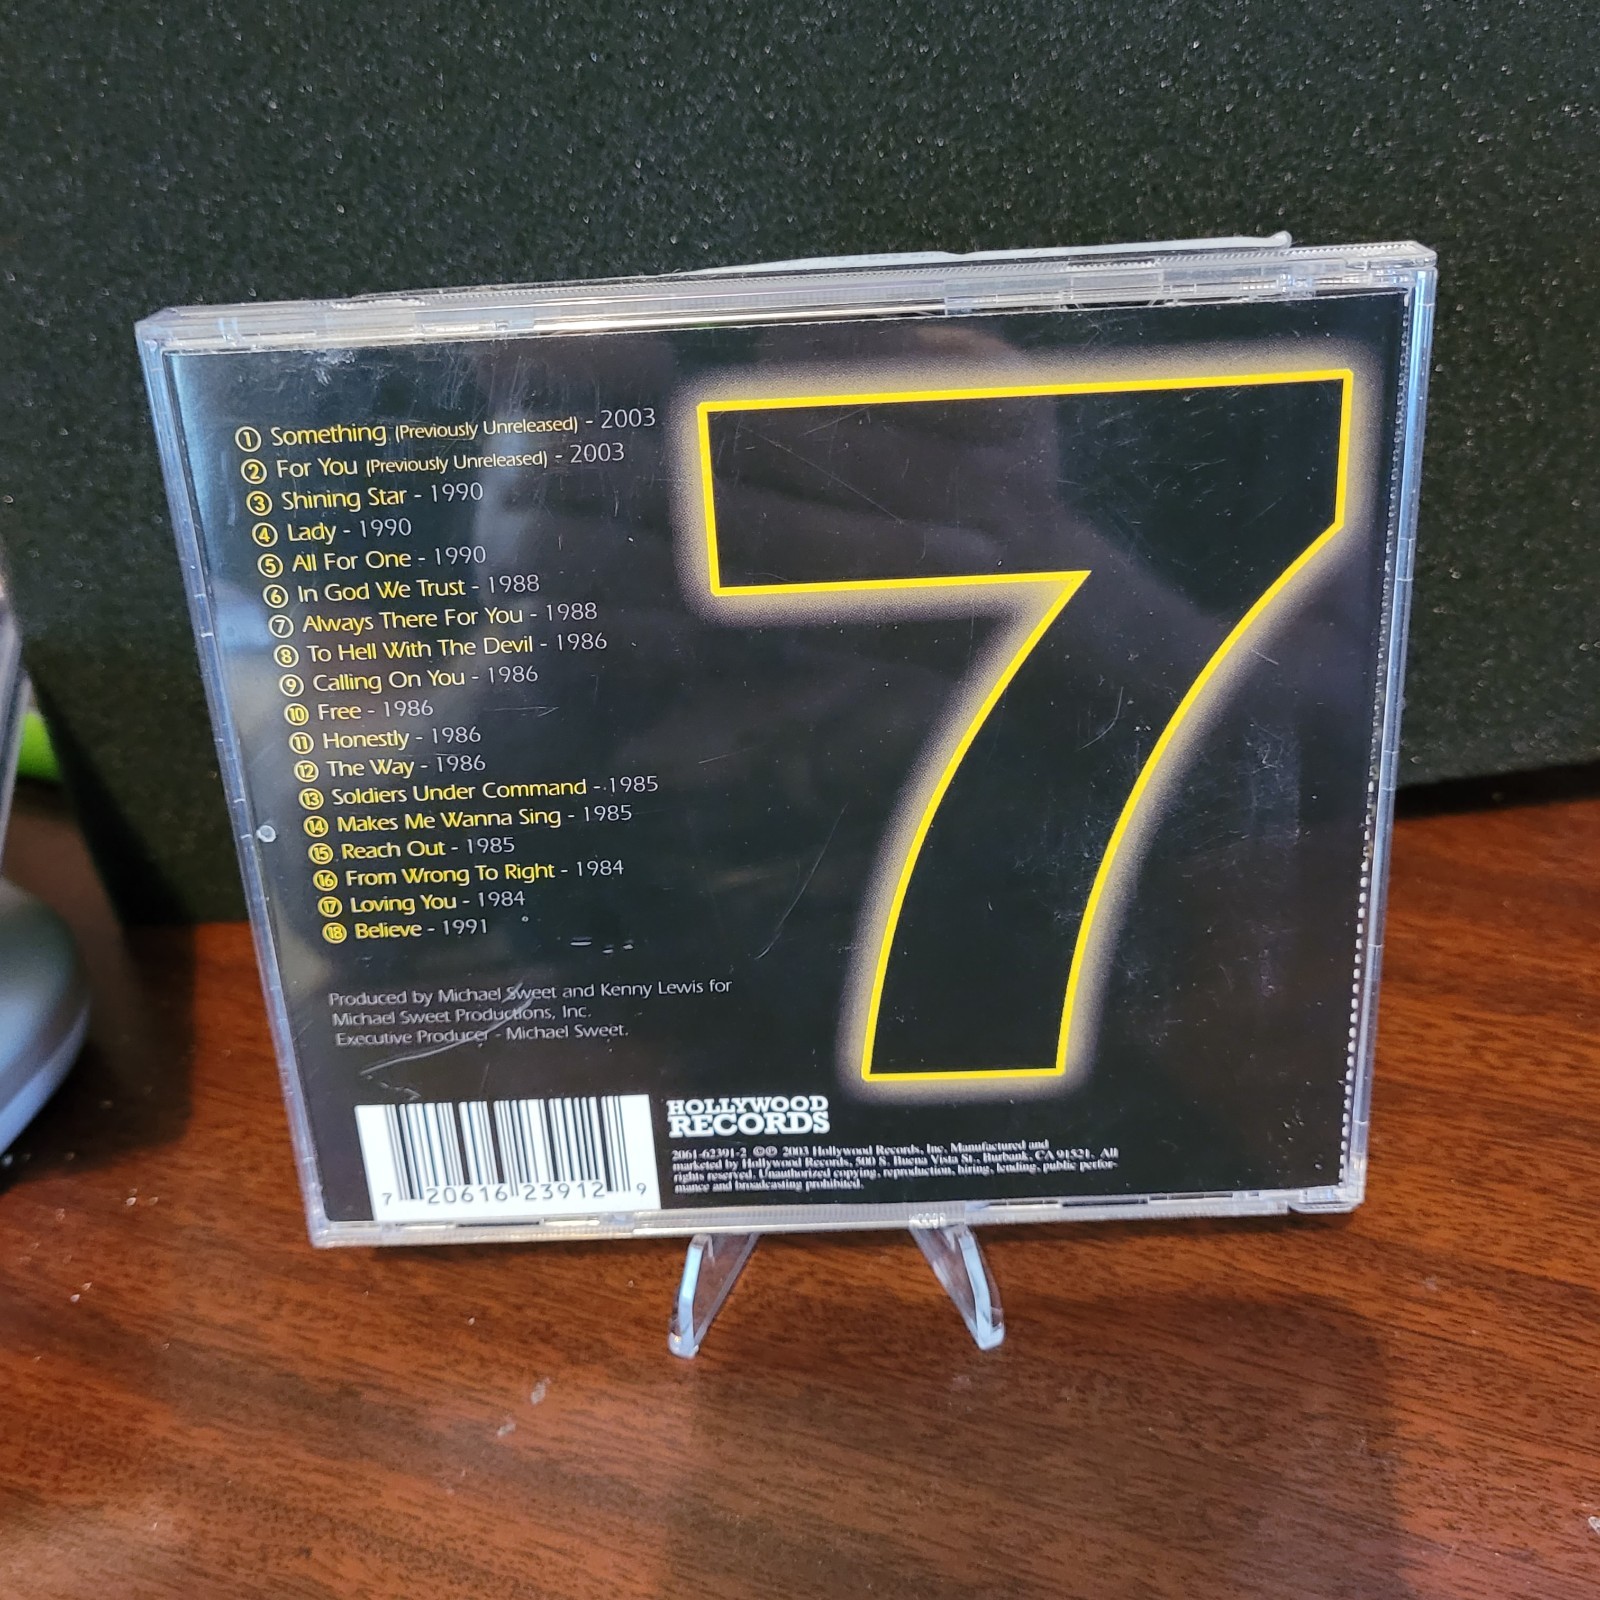 1 Something (Previously Unreleased) - 2003
2 For You (Previously Unreleased) - 2003
3 Shining Star - 1990
4 Lady - 1990
5 All For One - 1990
6 In God We Trust - 1988
7 Always There For You - 1988
8 To Hell With The Devil - 1986
9 Calling On You - 1986
10 Free - 1986
11 Honestly - 1986
12 The Way - 1986
13 Soldiers Under Command - 1985
14 Makes Me Wanna Sing - 1985
15 Reach Out - 1985
16 From Wrong To Right - 1984
17 Loving You - 1984
18 Believe - 1991
7
Produced by Michael Sweet and Kenny Lewis for
Michael Sweet Productions, Inc.
Executive Producer - Michael Sweet.
7 20616 23912 9
HOLLYWOOD
RECORDS
2061-62391-2 ©℗ 2003 Hollywood Records, Inc. Manufactured and
marketed by Hollywood Records, 500 S. Buena Vista St., Burbank, CA 91521. All
rights reserved. Unauthorized copying, reproduction, hiring, lending, public perfor-
mance and broadcasting prohibited.